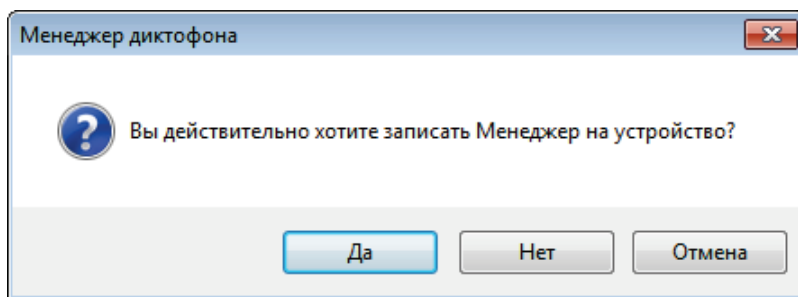 Менеджер диктофона
Вы действительно хотите записать Менеджер на устройство?
Да
Нет
Отмена